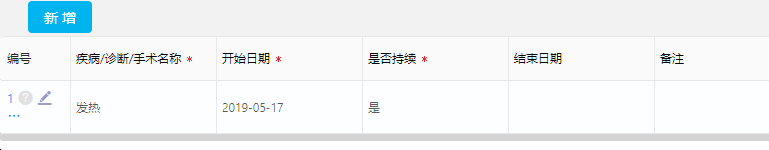 新 增
编号 疾病/诊断/手术名称 * 开始日期 * 是否持续 * 结束日期 备注
1 ? 发热 2019-05-17 是
...